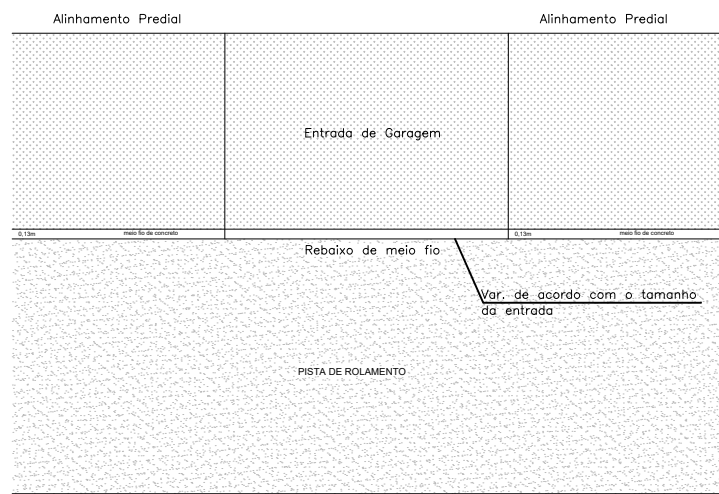 Alinhamento Predial
Alinhamento Predial
Entrada de Garagem
0,13m
meio fio de concreto
0,13m
meio fio de concreto
Rebaixo de meio fio
Var. de acordo com o tamanho
da entrada
PISTA DE ROLAMENTO